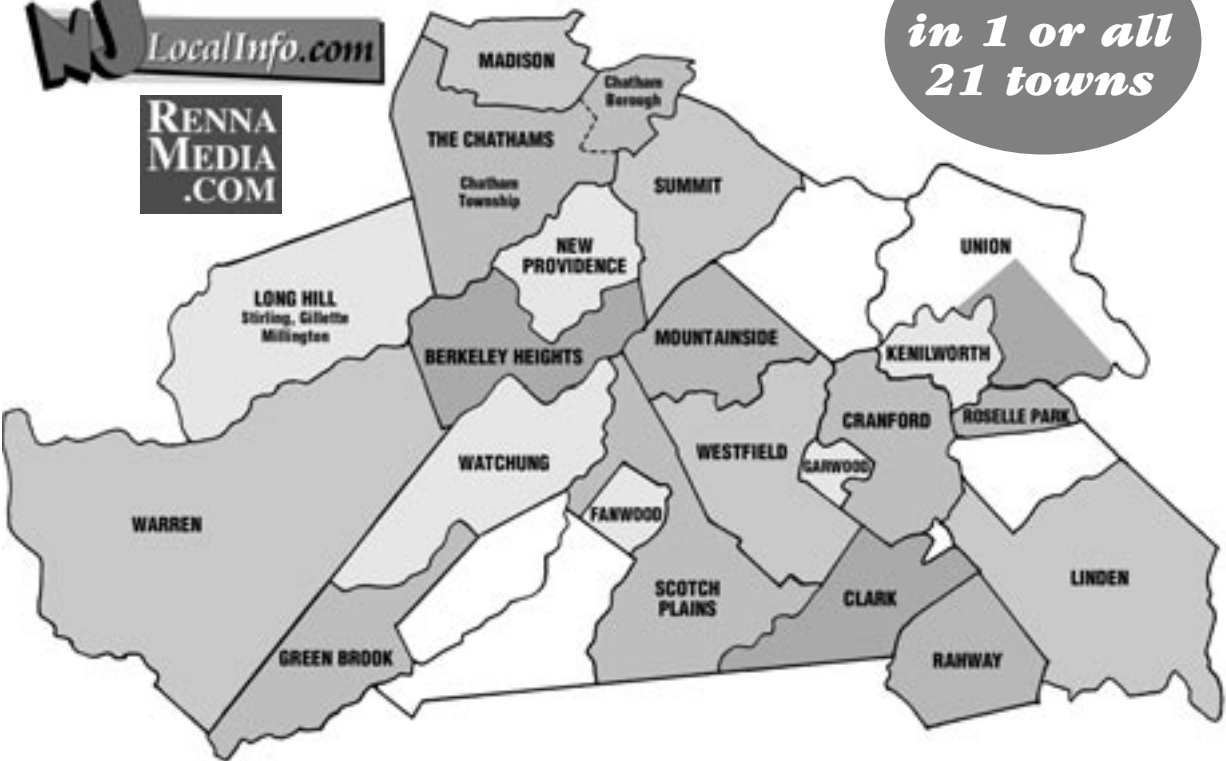 NJ
LocalInfo.com
RENNA
MEDIA
.COM
in 1 or all
21 towns
MADISON
Chatham
Borough
THE CHATHAMS
Chatham
Township
SUMMIT
NEW
PROVIDENCE
UNION
LONG HILL
Stirling, Gillette
Millington
BERKELEY HEIGHTS
MOUNTAINSIDE
KENILWORTH
CRANFORD
ROSELLE PARK
WATCHUNG
WESTFIELD
GARWOOD
WARREN
FANWOOD
SCOTCH
PLAINS
CLARK
LINDEN
GREEN BROOK
RAHWAY